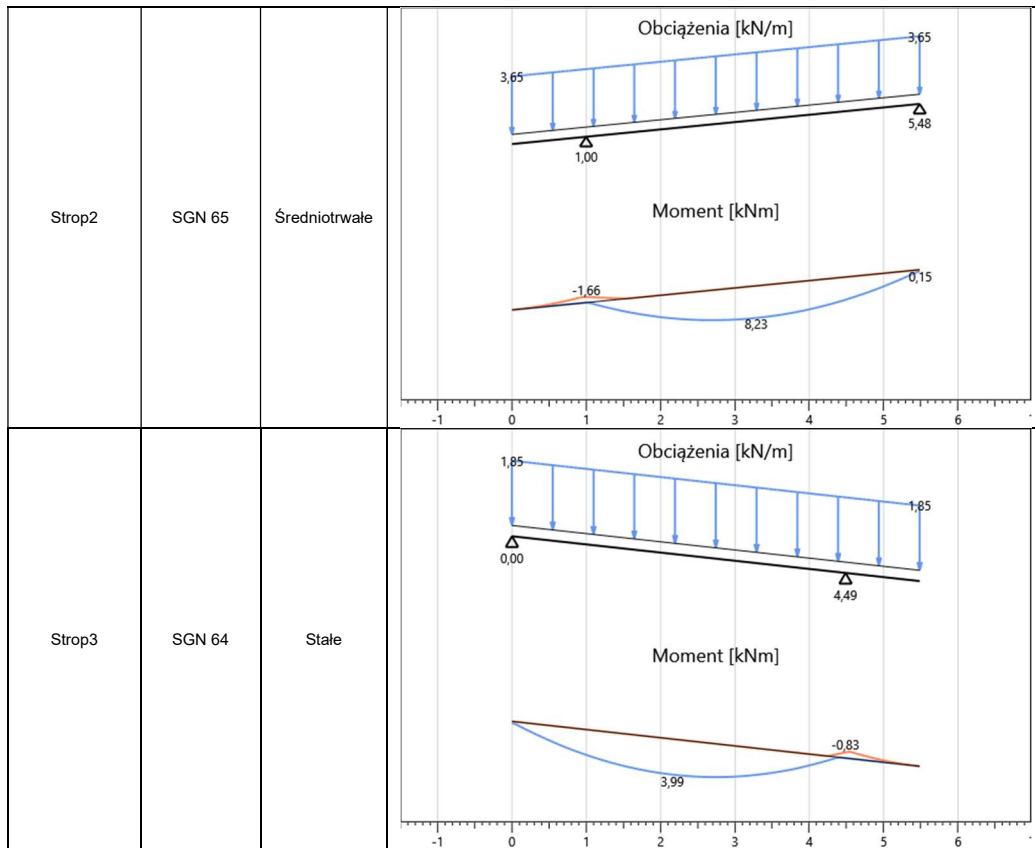 Strop2
SGN 65
Średniotrwałe
Obciążenia [kN/m]
3,65
3,65
1,00
5,48
Moment [kNm]
-1,66
8,23
0,15
-1 0 1 2 3 4 5 6
Strop3
SGN 64
Stałe
Obciążenia [kN/m]
1,85
1,85
0,00
4,49
Moment [kNm]
-0,83
3,99
-1 0 1 2 3 4 5 6